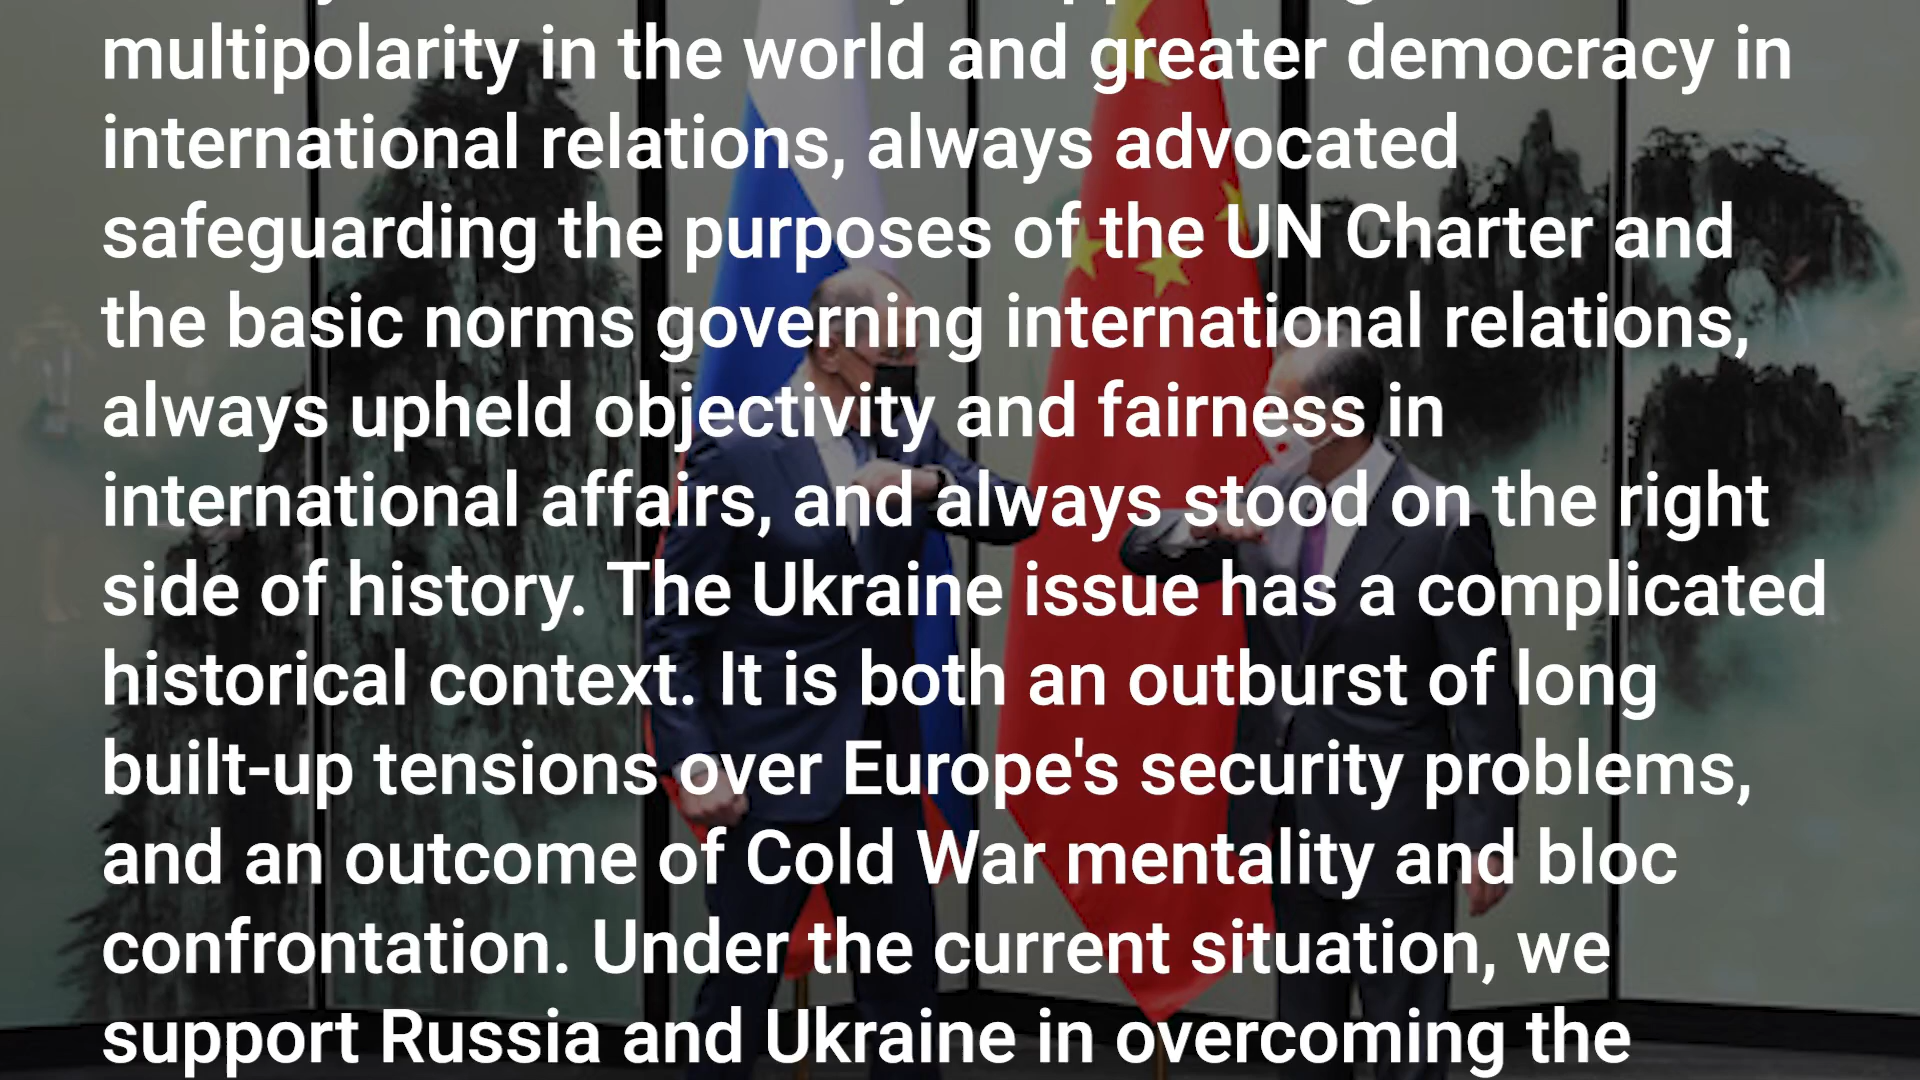 multipolarity in the world and greater democracy in
international relations, always advocated
safeguarding the purposes of the UN Charter and
the basic norms governing international relations,
always upheld objectivity and fairness in
international affairs, and always stood on the right
side of history. The Ukraine issue has a complicated
historical context. It is both an outburst of long
built-up tensions over Europe's security problems,
and an outcome of Cold War mentality and bloc
confrontation. Under the current situation, we
support Russia and Ukraine in overcoming the